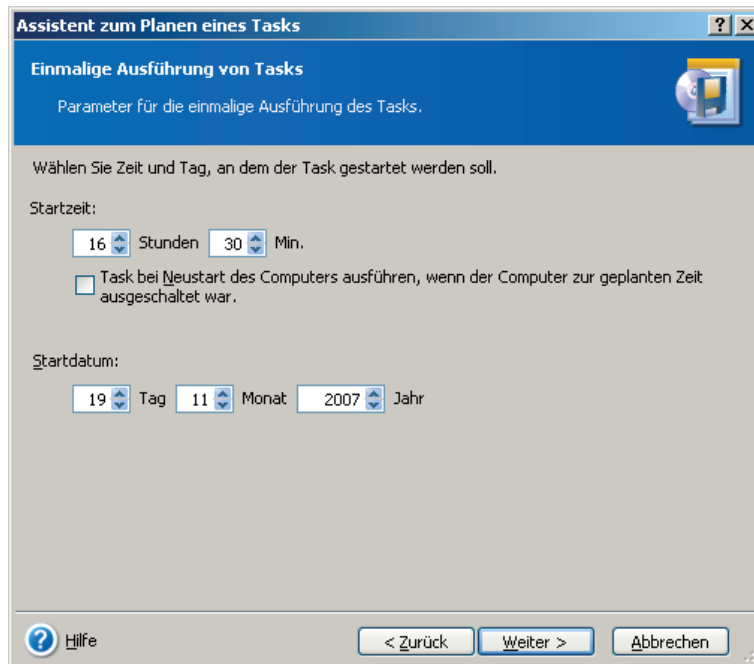 Assistent zum Planen eines Tasks
Einmalige Ausführung von Tasks
Parameter für die einmalige Ausführung des Tasks.
Wählen Sie Zeit und Tag, an dem der Task gestartet werden soll.
Startzeit:
16 Stunden 30 Min.
Task bei Neustart des Computers ausführen, wenn der Computer zur geplanten Zeit
ausgeschaltet war.
Startdatum:
19 Tag 11 Monat 2007 Jahr
Hilfe < Zurück Weiter > Abbrechen